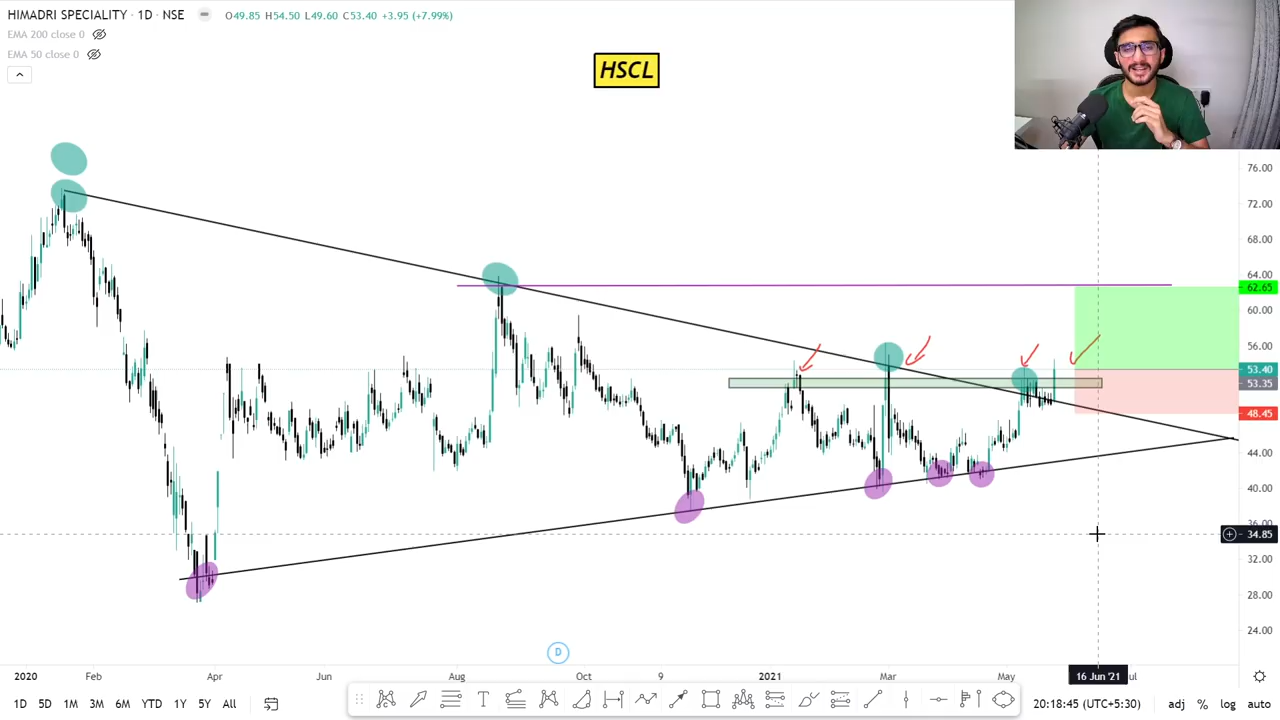 HIMADRI SPECIALITY · 1D · NSE O49.85 H54.50 L49.60 C53.40 +3.95 (+7.99%)
EMA 200 close 0
EMA 50 close 0
HSCL
76.00
72.00
68.00
64.00
62.65
60.00
56.00
53.40
53.35
48.45
44.00
40.00
36.00
34.85
32.00
28.00
24.00
D
2020 Feb Apr Jun Aug Oct 9 2021 Mar May 16 Jun '21 ul
1D 5D 1M 3M 6M YTD 1Y 5Y All T 20:18:45 (UTC+5:30) adj % log auto